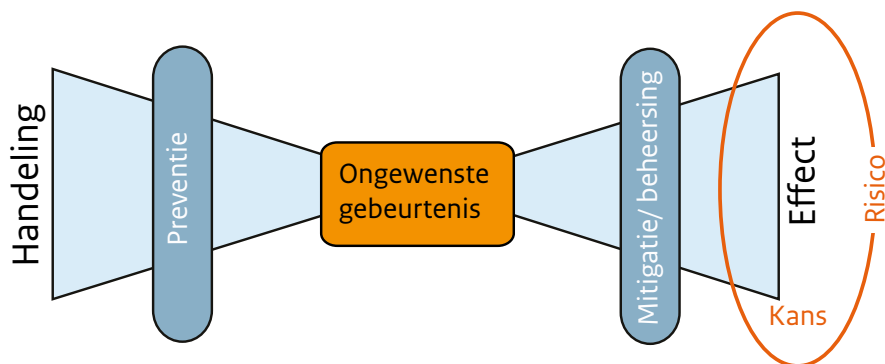 Handeling
Preventie
Ongewenste
gebeurtenis
Mitigatie/ beheersing
Effect
Kans
Risico